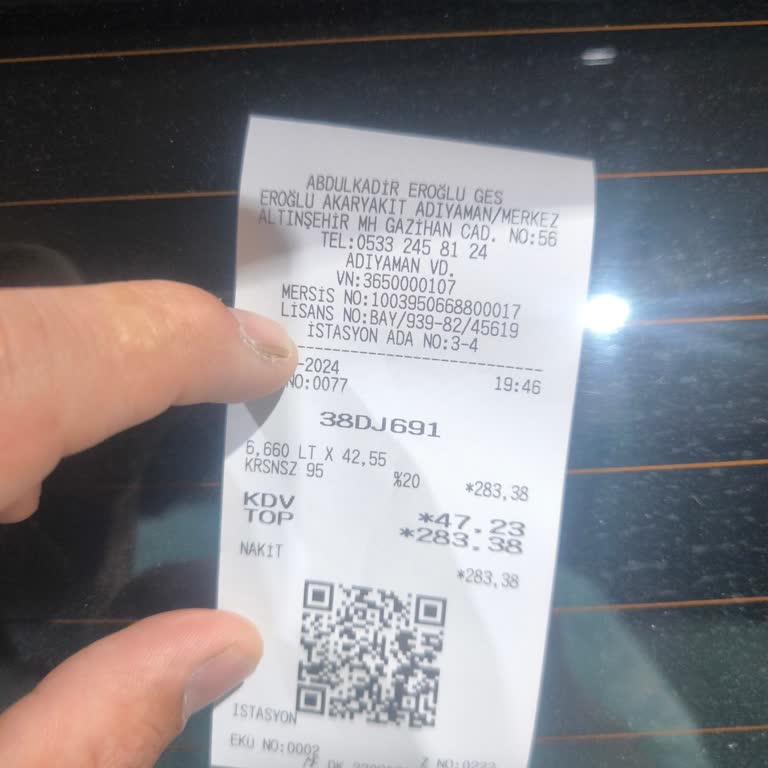 ABDULKADİR EROĞLU GES
EROĞLU AKARYAKIT ADIYAMAN/MERKEZ
ALTINŞEHİR MH GAZİHAN CAD. NO:56
TEL:0533 245 81 24
ADIYAMAN VD.
VN:3650000107
MERSİS NO:1003950668800017
LİSANS NO:BAY/939-82/45619
İSTASYON ADA NO:3-4
-2024 19:46
NO:0077
38DJ691
6,660 LT X 42,55
KRSNSZ 95 %20 *283,38
KDV *47.23
TOP *283.38
NAKİT *283,38
İSTASYON
EKÜ NO:0002 Z NO:0222